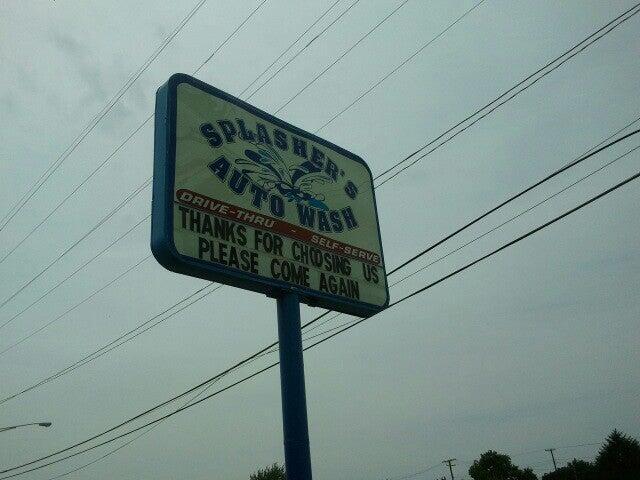 SPLASHER'S
AUTO WASH
DRIVE-THRU - SELF-SERVE
THANKS FOR CHOOSING US
PLEASE COME AGAIN